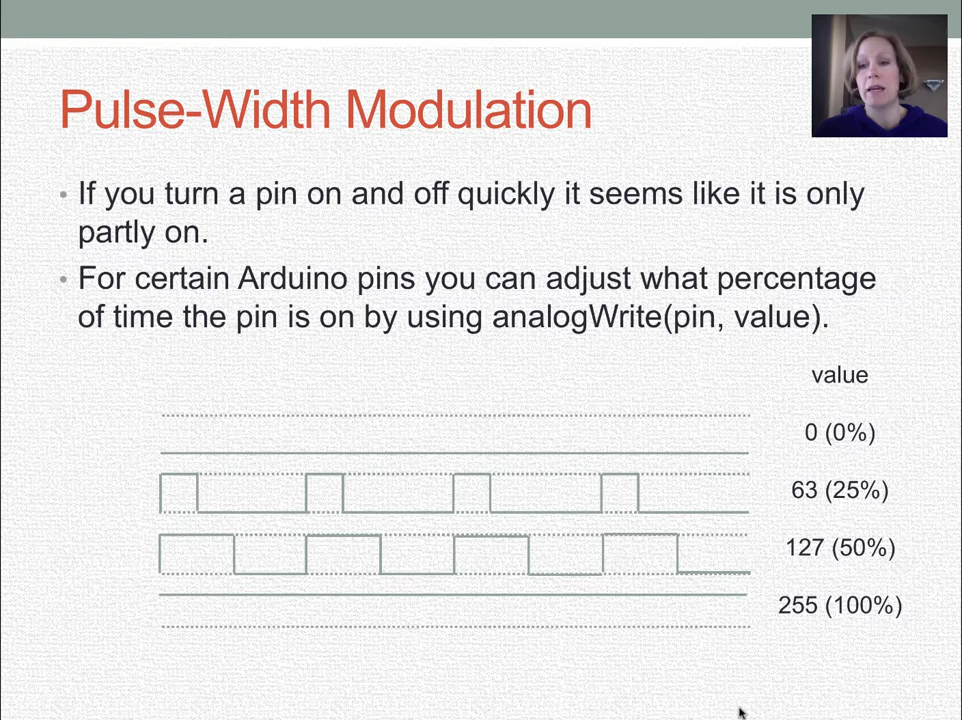 Pulse-Width Modulation
• If you turn a pin on and off quickly it seems like it is only
partly on.
• For certain Arduino pins you can adjust what percentage
of time the pin is on by using analogWrite(pin, value).
value
0 (0%)
63 (25%)
127 (50%)
255 (100%)